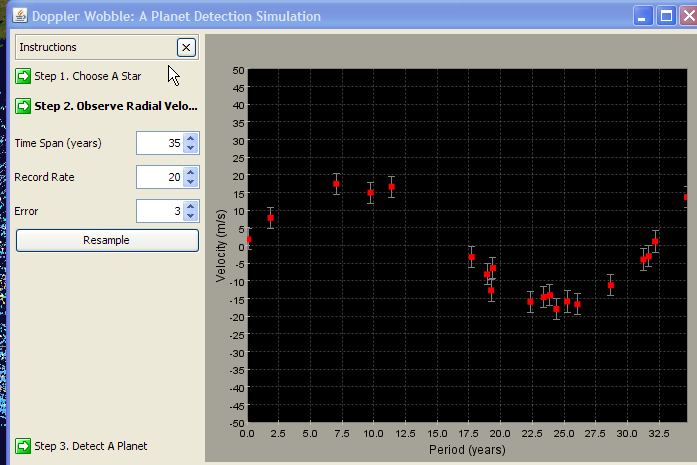 Doppler Wobble: A Planet Detection Simulation
Instructions
Step 1. Choose A Star
Step 2. Observe Radial Velo...
Time Span (years) 35
Record Rate 20
Error 3
Resample
Step 3. Detect A Planet
Velocity (m/s)
50
45
40
35
30
25
20
15
10
5
0
-5
-10
-15
-20
-25
-30
-35
-40
-45
-50
0.0 2.5 5.0 7.5 10.0 12.5 15.0 17.5 20.0 22.5 25.0 27.5 30.0 32.5
Period (years)